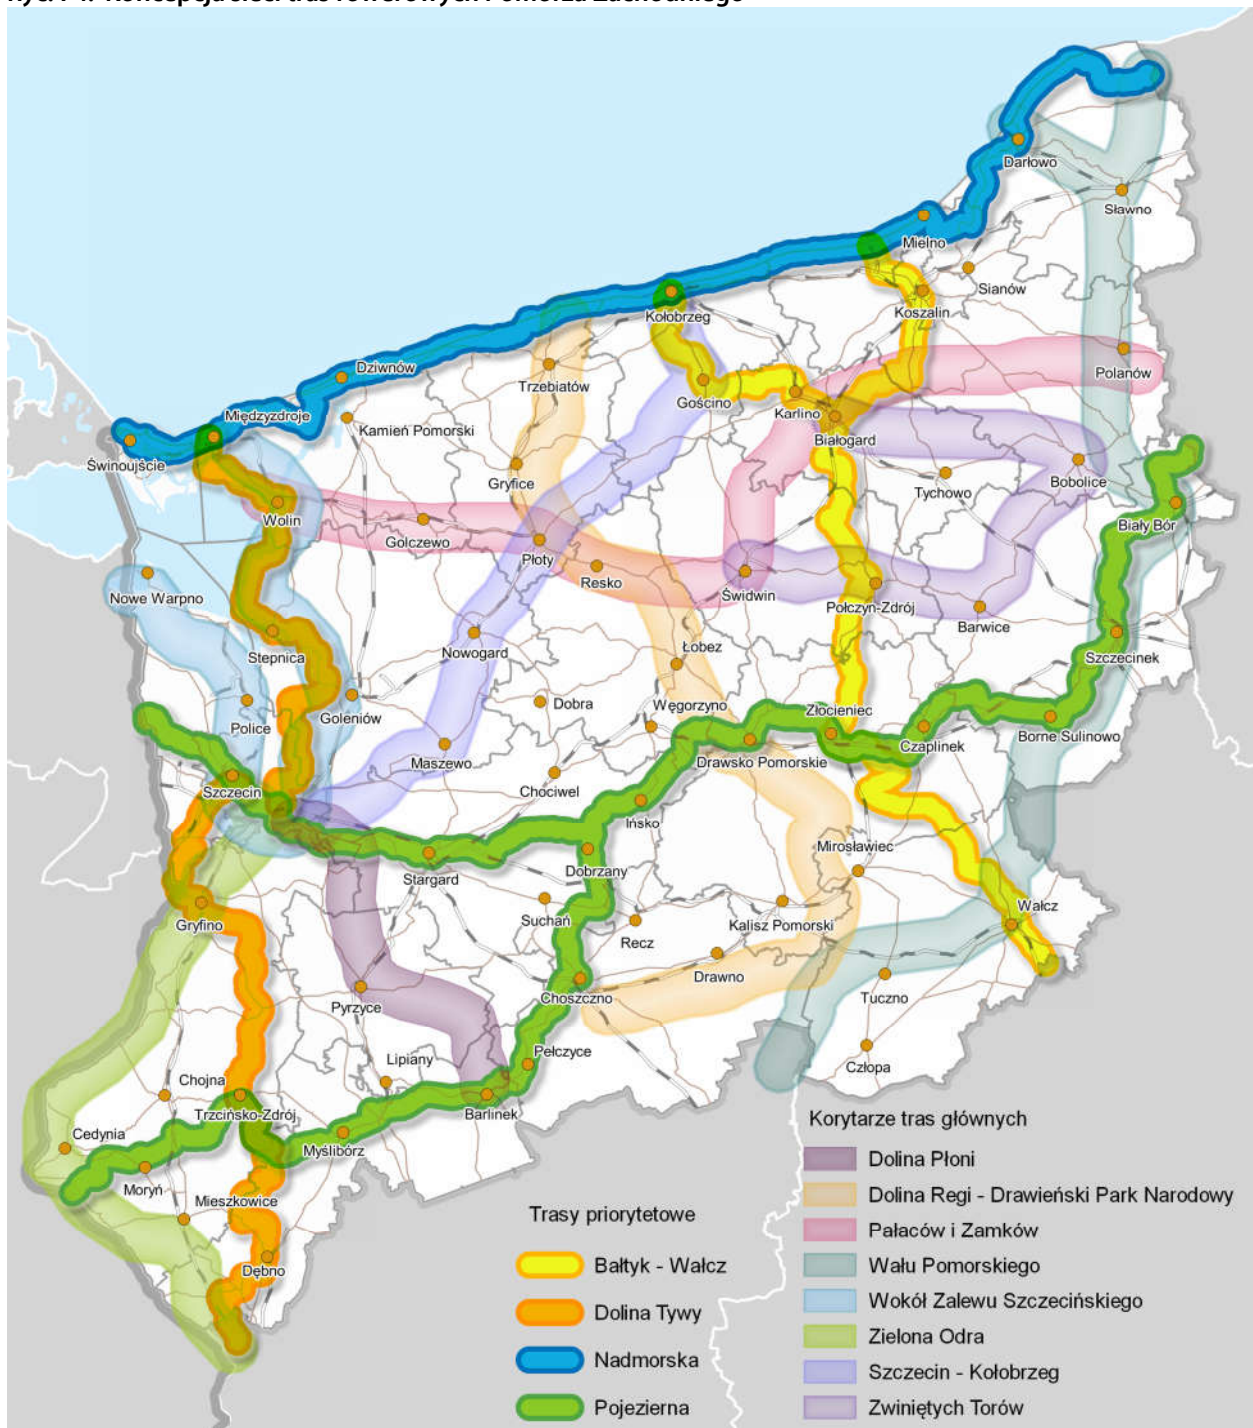 Darłowo
Sławno
Mielno
Sianów
Koszalin
Kołobrzeg
Polanów
Dziwnów
Trzebiatów
Gościno
Karlino
Międzyzdroje
Kamień Pomorski
Białogard
Świnoujście
Gryfice
Tychowo
Bobolice
Wolin
Golczewo
Biały Bór
Płoty
Resko
Nowe Warpno
Świdwin
Połczyn-Zdrój
Barwice
Stepnica
Nowogard
Łobez
Szczecinek
Goleniów
Dobra
Węgorzyno
Złocieniec
Police
Czaplinek
Borne Sulinowo
Maszewo
Drawsko Pomorskie
Szczecin
Chociwel
Ińsko
Mirosławiec
Stargard
Dobrzany
Wałcz
Suchań
Gryfino
Recz
Kalisz Pomorski
Drawno
Pyrzyce
Choszczno
Tuczno
Pełczyce
Lipiany
Człopa
Chojna
Trzcińsko-Zdrój
Barlinek
Cedynia
Myślibórz
Moryń
Mieszkowice
Dębno
Trasy priorytetowe
Bałtyk - Wałcz
Dolina Tywy
Nadmorska
Pojezierna
Korytarze tras głównych
Dolina Płoni
Dolina Regi - Drawieński Park Narodowy
Pałaców i Zamków
Wału Pomorskiego
Wokół Zalewu Szczecińskiego
Zielona Odra
Szczecin - Kołobrzeg
Zwiniętych Torów